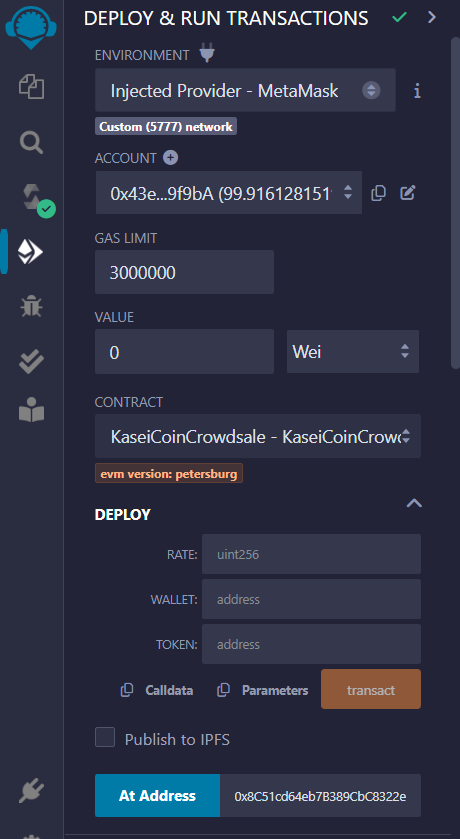 DEPLOY & RUN TRANSACTIONS
ENVIRONMENT
Injected Provider - MetaMask
i
Custom (5777) network
ACCOUNT
0x43e...9f9bA (99.916128151
GAS LIMIT
3000000
VALUE
0 Wei
CONTRACT
KaseiCoinCrowdsale - KaseiCoinCrowd
evm version: petersburg
DEPLOY
RATE: uint256
WALLET: address
TOKEN: address
Calldata Parameters transact
Publish to IPFS
At Address 0x8C51cd64eb7B389CbC8322e